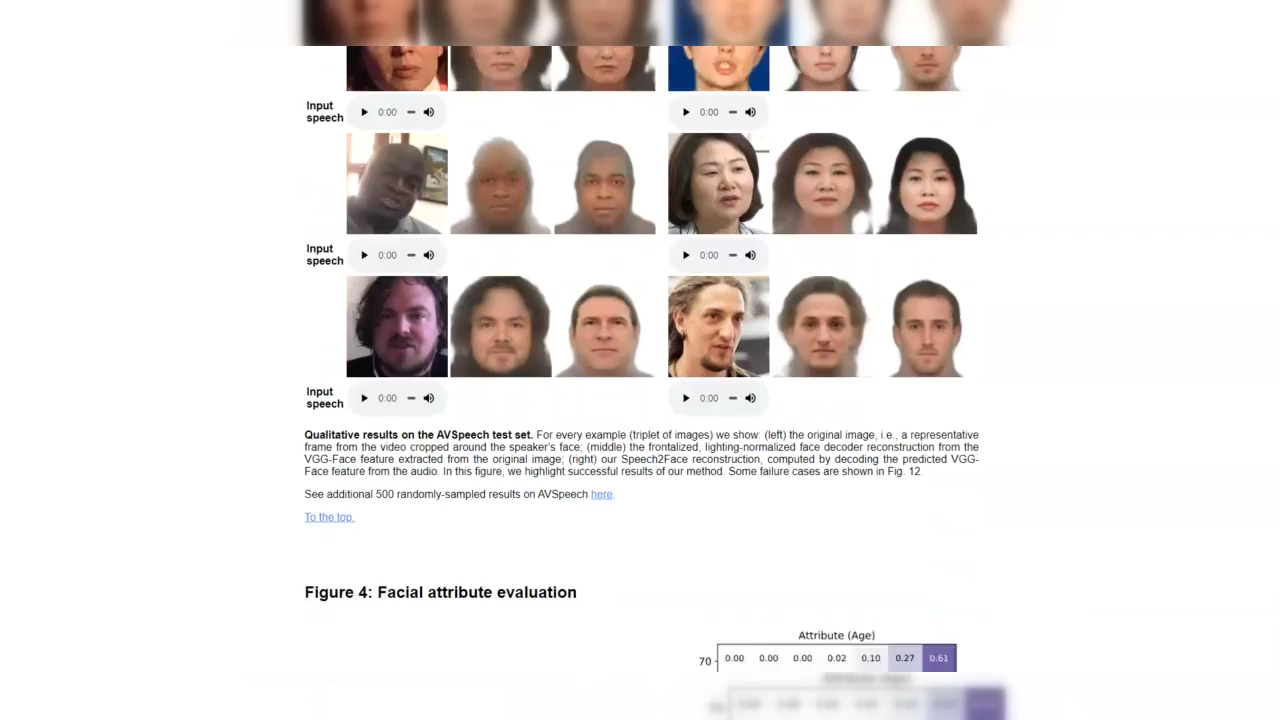 Input
speech
0:00
0:00
Input
speech
0:00
0:00
Input
speech
0:00
0:00
Qualitative results on the AVSpeech test set. For every example (triplet of images) we show: (left) the original image, i.e., a representative
frame from the video cropped around the speaker's face; (middle) the frontalized, lighting-normalized face decoder reconstruction from the
VGG-Face feature extracted from the original image; (right) our Speech2Face reconstruction, computed by decoding the predicted VGG-
Face feature from the audio. In this figure, we highlight successful results of our method. Some failure cases are shown in Fig. 12.
See additional 500 randomly-sampled results on AVSpeech here.
To the top.
Figure 4: Facial attribute evaluation
Attribute (Age)
70 0.00 0.00 0.00 0.02 0.10 0.27 0.61